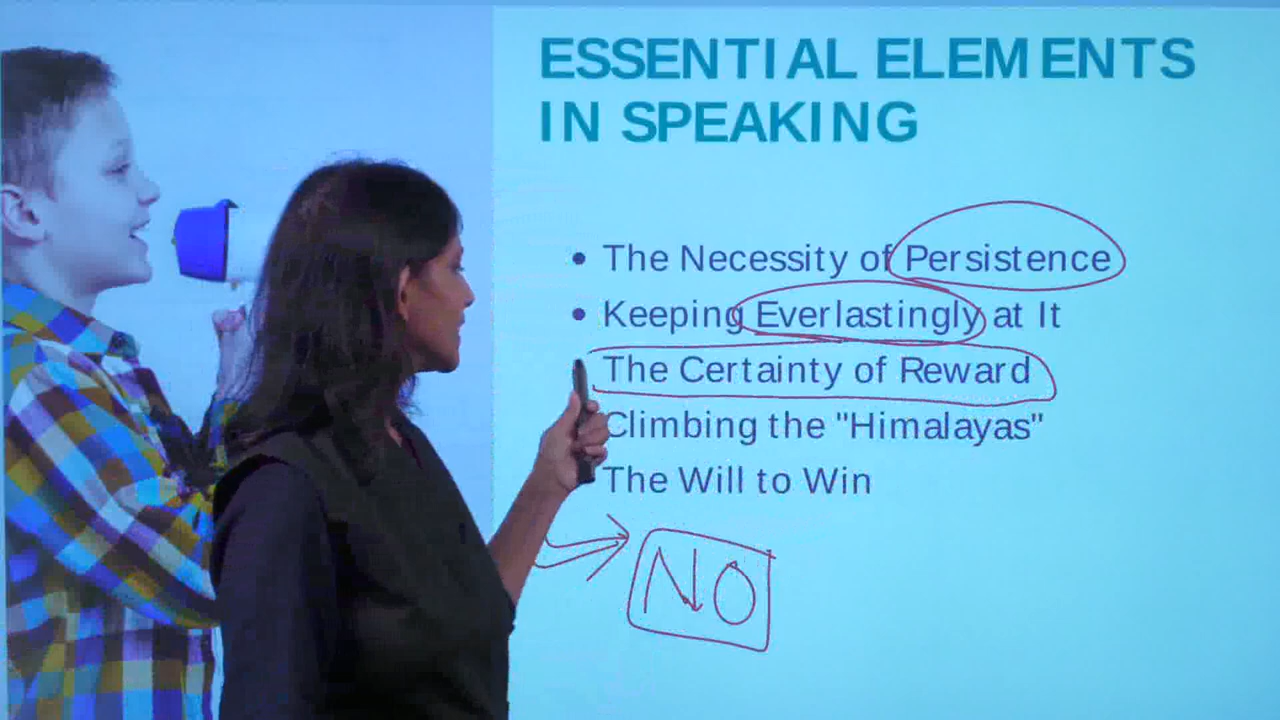 ESSENTIAL ELEMENTS
IN SPEAKING
• The Necessity of Persistence
• Keeping Everlastingly at It
The Certainty of Reward
Climbing the "Himalayas"
The Will to Win
NO